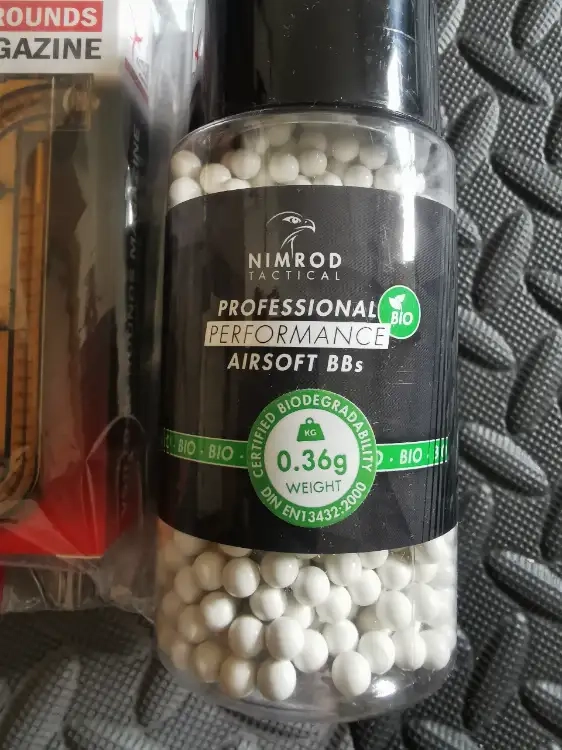 ROUNDS
GAZINE
NIMROD
TACTICAL
PROFESSIONAL
BIO
PERFORMANCE
AIRSOFT BBs
CERTIFIED BIODEGRADABILITY
KG
BIO · BIO ·
0.36g
· BIO ·
WEIGHT
DIN EN13432:2000